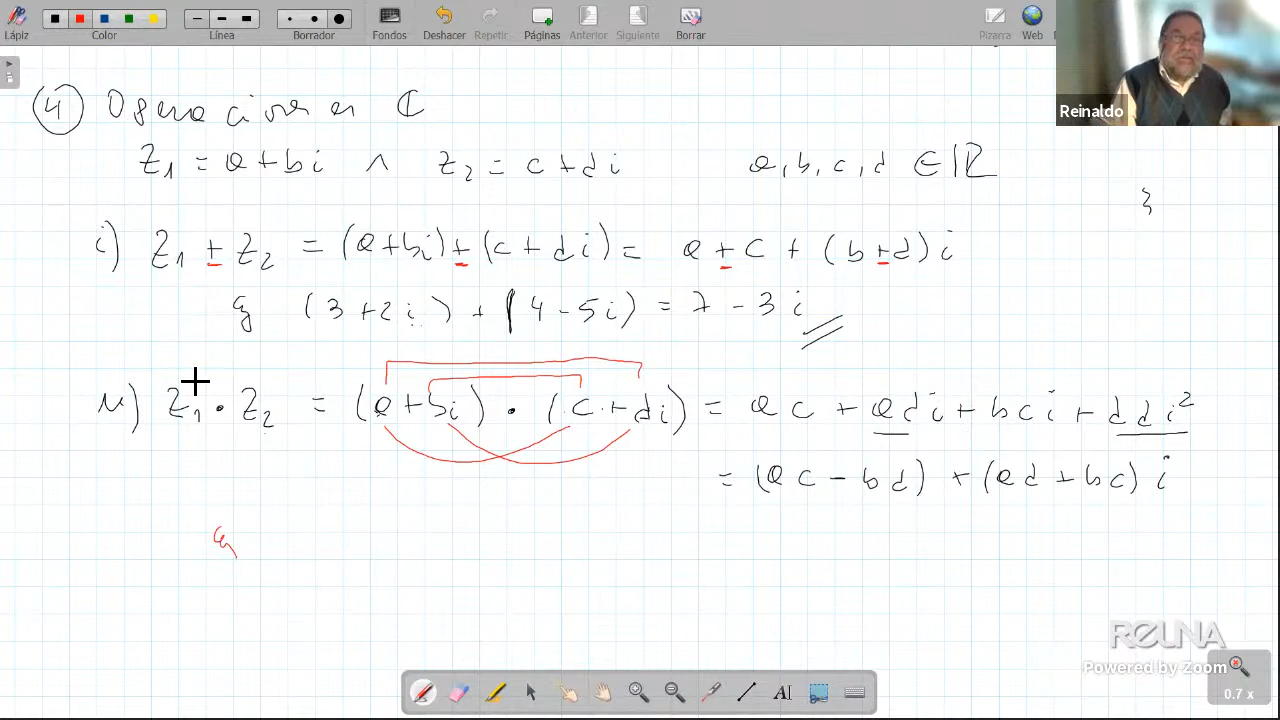 Lápiz Color Línea Borrador Fondos Deshacer Repetir Páginas Anterior Siguiente Borrar Pizarra Web
Reinaldo
4 Operaciones en ℂ
Z₁ = a + bi ∧ Z₂ = c + di a, b, c, d ∈ ℝ
i) Z₁ + Z₂ = (a + bi) + (c + di) = a + c + (b + d) i
ej (3 + 2i) + (4 - 5i) = 7 - 3i
ii) Z₁ · Z₂ = (a + bi) · (c + di) = ac + adi + bci + ddi²
= (ac - bd) + (ad + bc) i
ej
REUNA
Powered by Zoom
AI
0.7 x